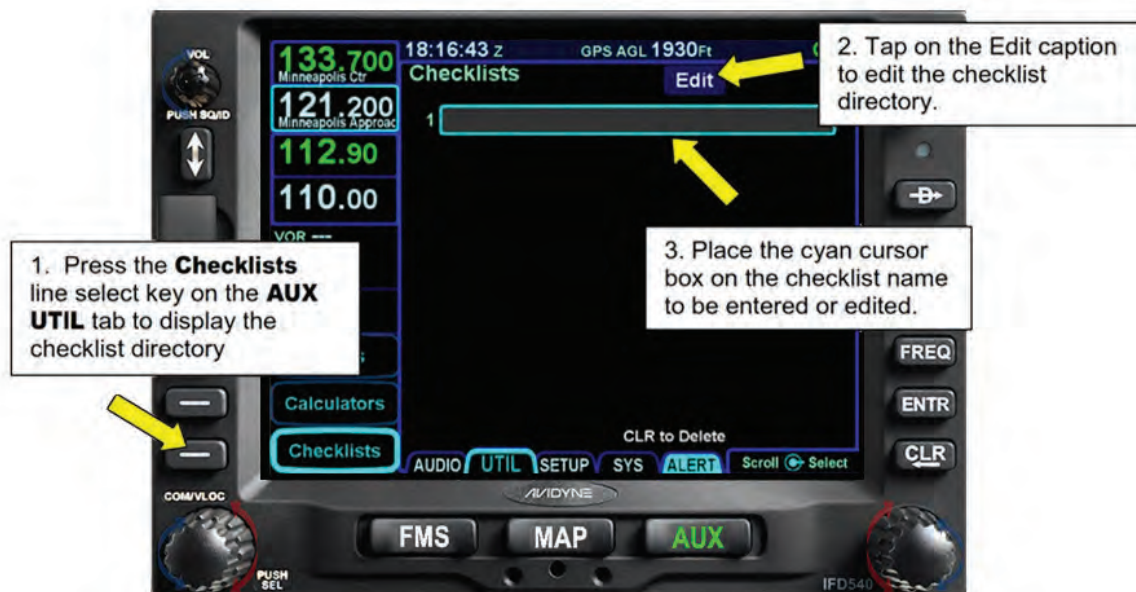 VOL
PUSH SQ/ID
133.700
Minneapolis Ctr
121.200
Minneapolis Approac
112.90
110.00
VOR ---
18:16:43 Z
GPS AGL 1930Ft
Checklists
Edit
1
2. Tap on the Edit caption
to edit the checklist
directory.
3. Place the cyan cursor
box on the checklist name
to be entered or edited.
1. Press the Checklists
line select key on the AUX
UTIL tab to display the
checklist directory
Calculators
Checklists
CLR to Delete
AUDIO UTIL SETUP SYS ALERT Scroll Select
D
FREQ
ENTR
CLR
COM/VLOC
PUSH
SEL
AVIDYNE
FMS MAP AUX
IFD540